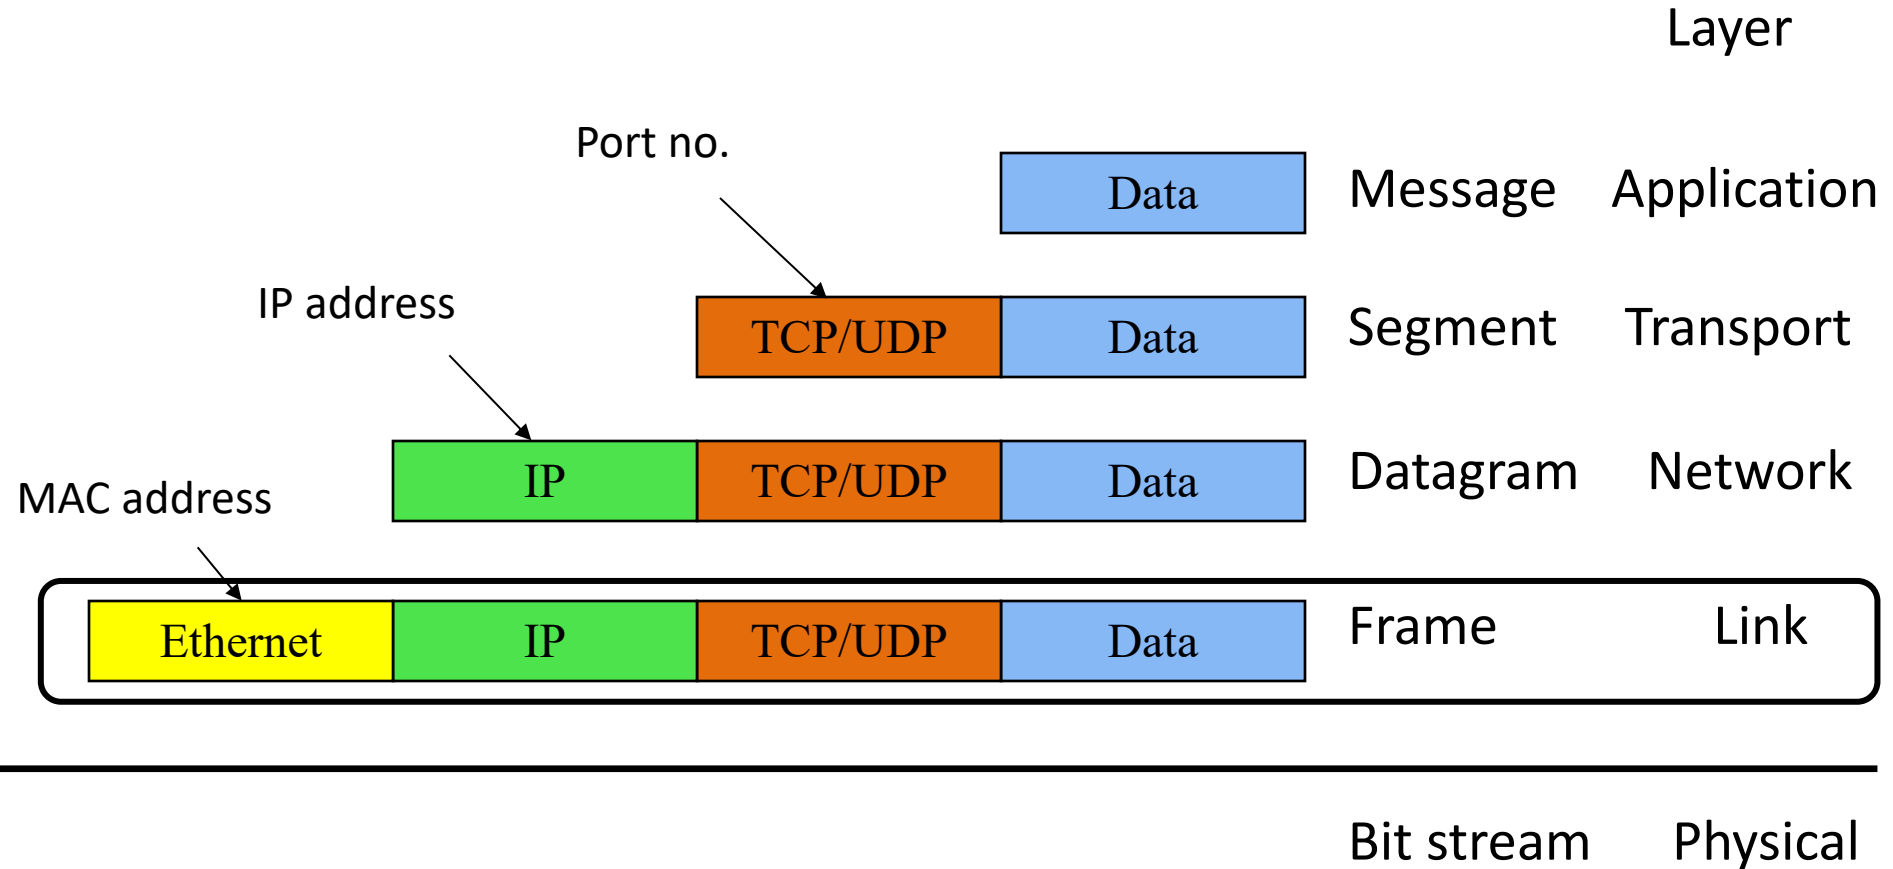 Layer
Port no.
Data Message Application
IP address
TCP/UDP Data Segment Transport
MAC address
IP TCP/UDP Data Datagram Network
Ethernet IP TCP/UDP Data Frame Link
Bit stream Physical